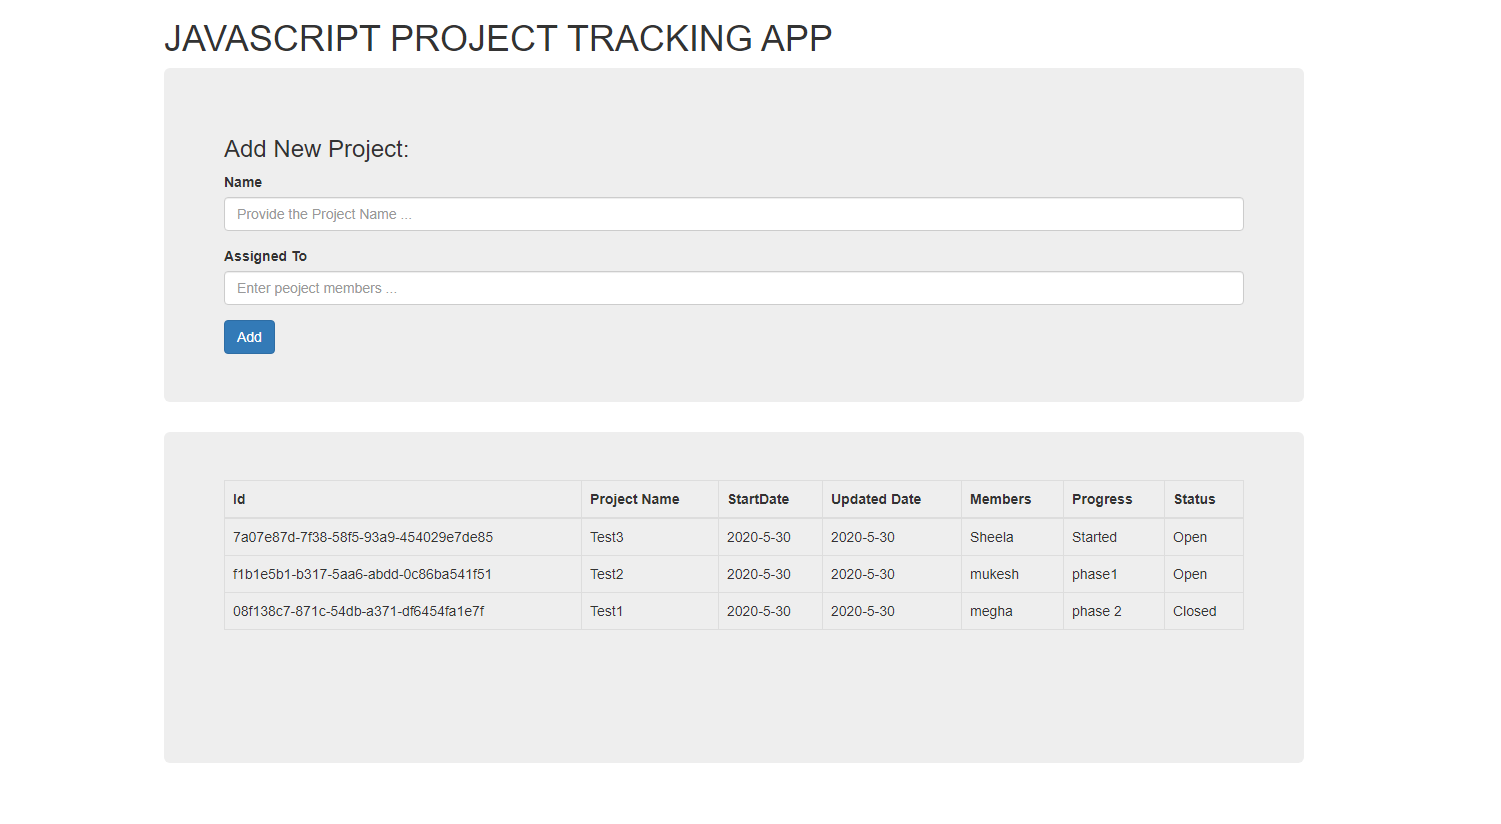 JAVASCRIPT PROJECT TRACKING APP
Add New Project:
Name
Provide the Project Name ...
Assigned To
Enter peoject members ...
Add
Id Project Name StartDate Updated Date Members Progress Status
7a07e87d-7f38-58f5-93a9-454029e7de85 Test3 2020-5-30 2020-5-30 Sheela Started Open
f1b1e5b1-b317-5aa6-abdd-0c86ba541f51 Test2 2020-5-30 2020-5-30 mukesh phase1 Open
08f138c7-871c-54db-a371-df6454fa1e7f Test1 2020-5-30 2020-5-30 megha phase 2 Closed